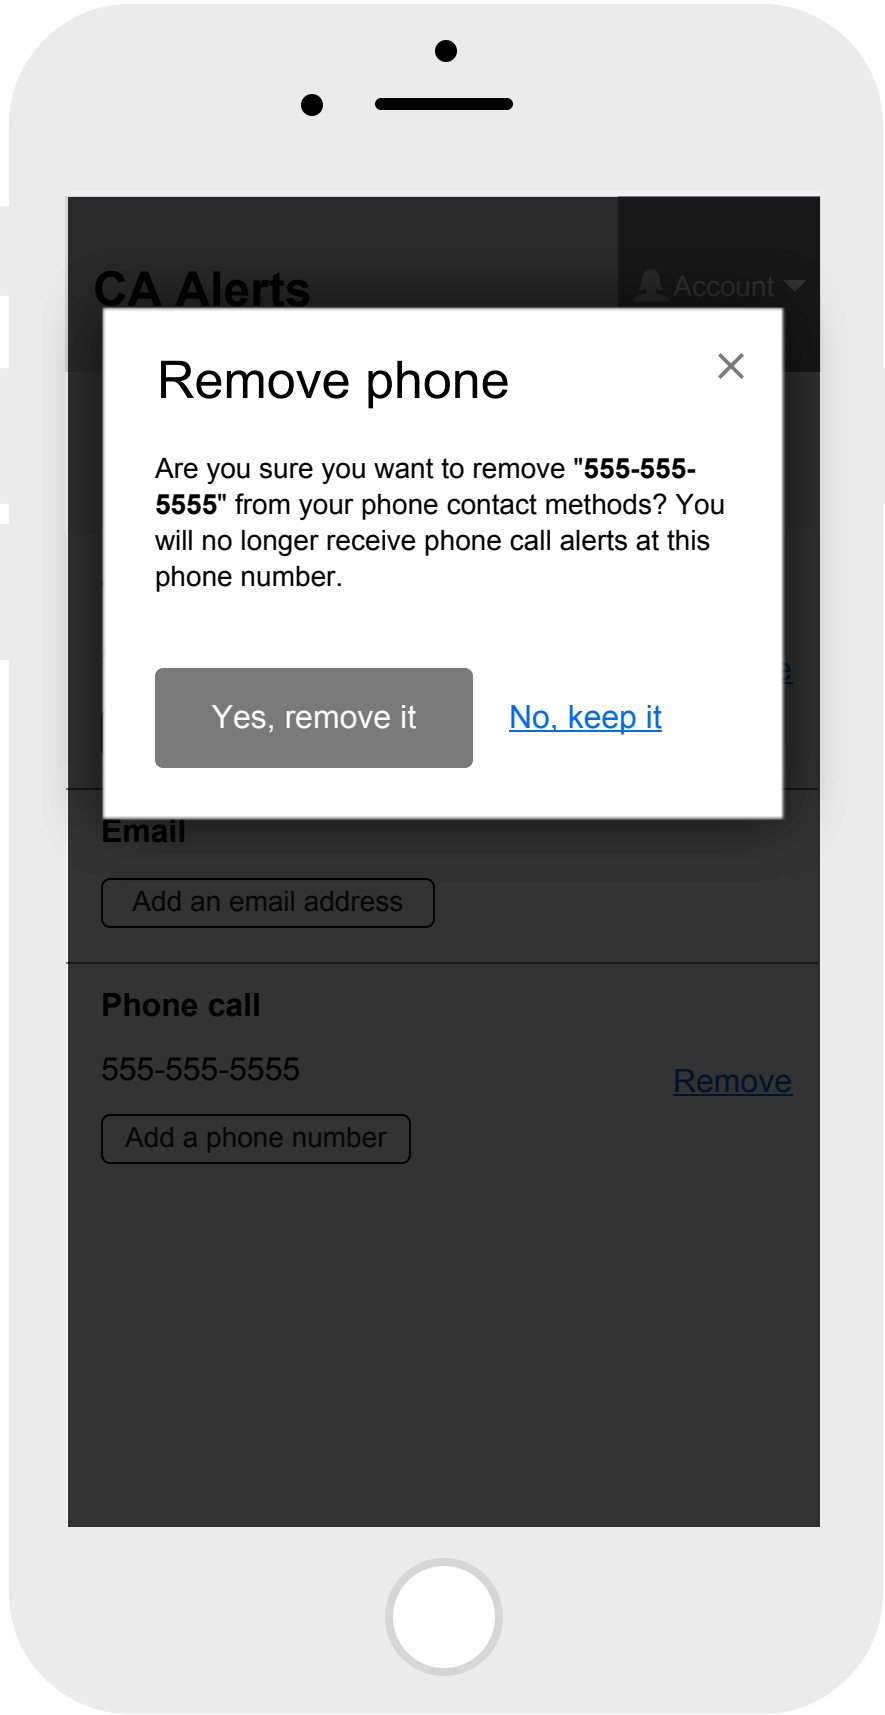 CA Alerts
Account
Remove phone
Are you sure you want to remove "555-555-
5555" from your phone contact methods? You
will no longer receive phone call alerts at this
phone number.
Yes, remove it
No, keep it
Email
Add an email address
Phone call
555-555-5555
Remove
Add a phone number